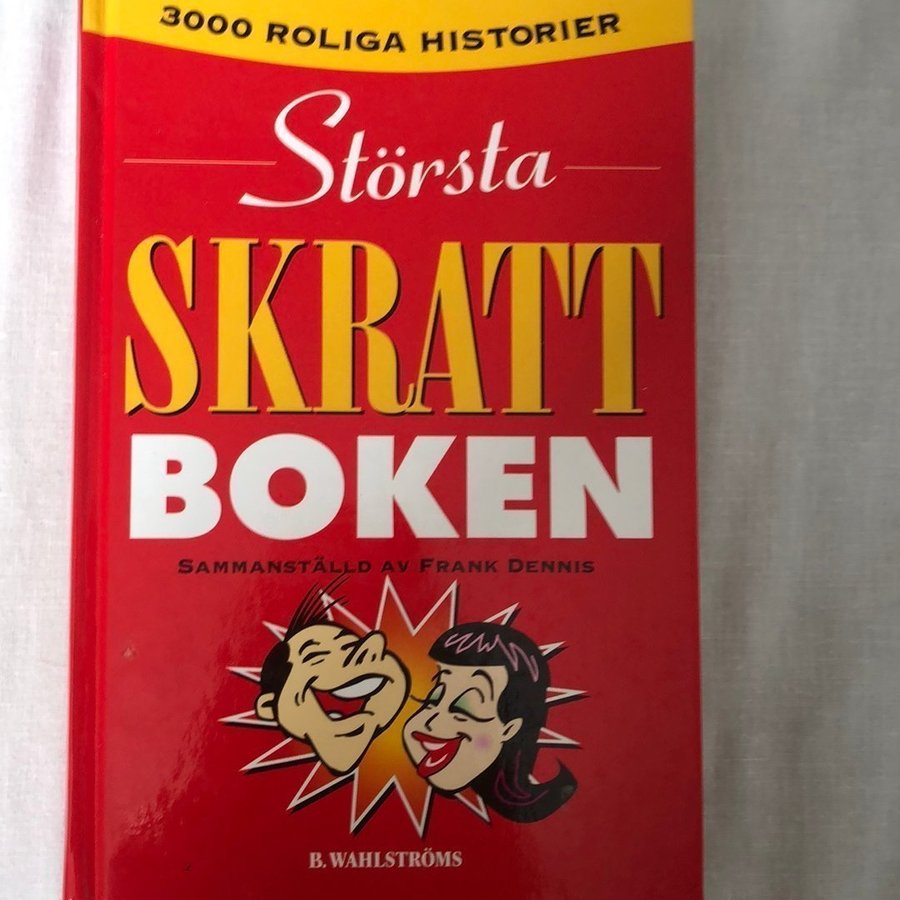 3000 ROLIGA HISTORIER
Största
SKRATT
BOKEN
SAMMANSTÄLLD AV FRANK DENNIS
B. WAHLSTRÖMS